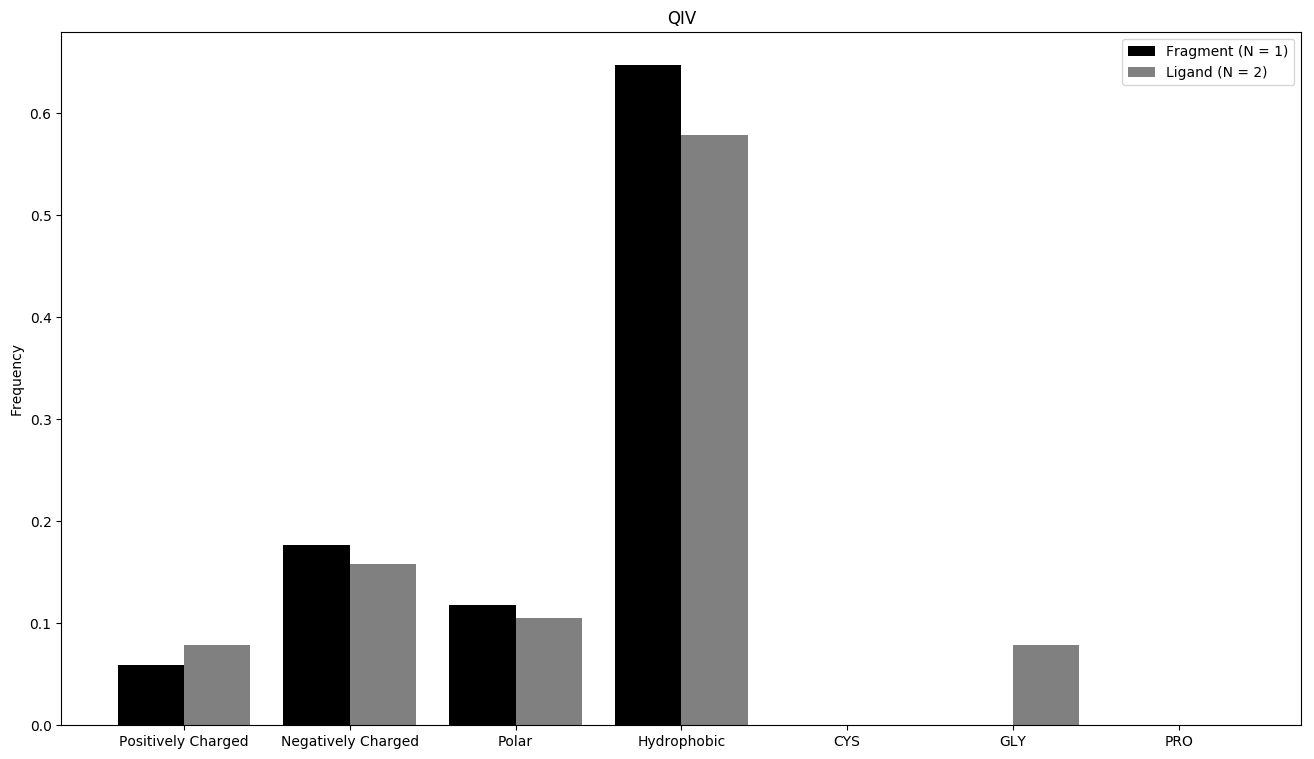 QIV
Fragment (N = 1)
Ligand (N = 2)
Frequency
0.6
0.5
0.4
0.3
0.2
0.1
0.0
Positively Charged Negatively Charged Polar Hydrophobic CYS GLY PRO